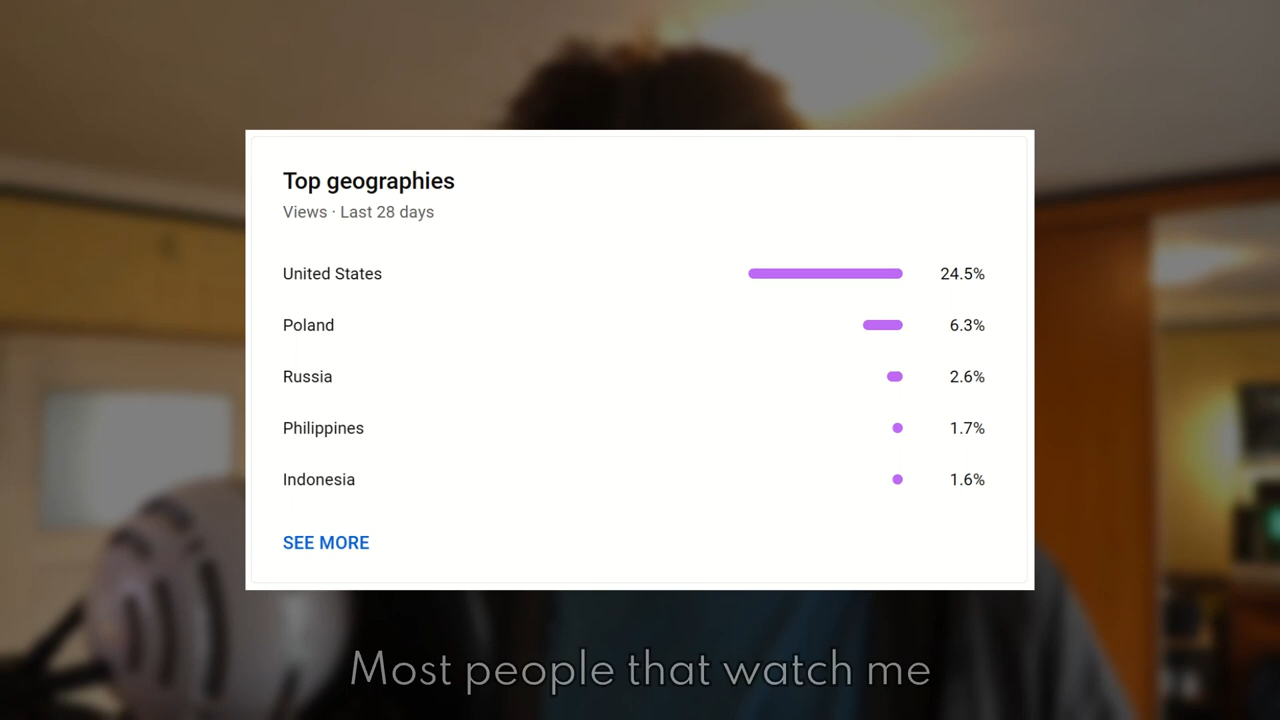 Top geographies
Views · Last 28 days
United States 24.5%
Poland 6.3%
Russia 2.6%
Philippines 1.7%
Indonesia 1.6%
SEE MORE
Most people that watch me